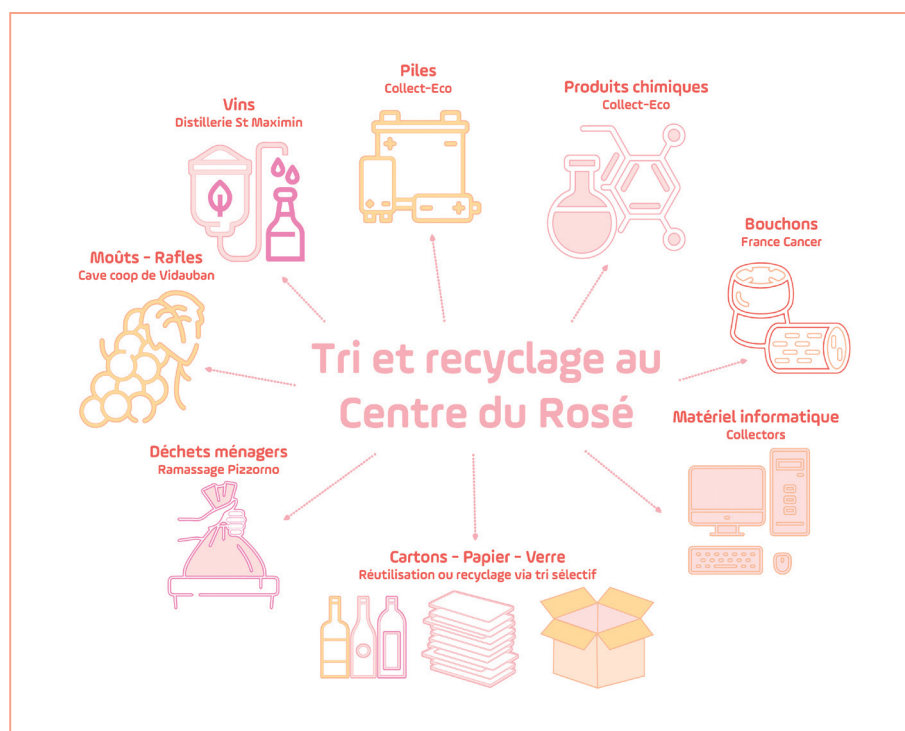 Piles
Collect-Eco
Produits chimiques
Collect-Eco
Vins
Distillerie St Maximin
Bouchons
France Cancer
Moûts - Rafles
Cave coop de Vidauban
Tri et recyclage au
Centre du Rosé
Matériel informatique
Collectors
Déchets ménagers
Ramassage Pizzorno
Cartons - Papier - Verre
Réutilisation ou recyclage via tri sélectif